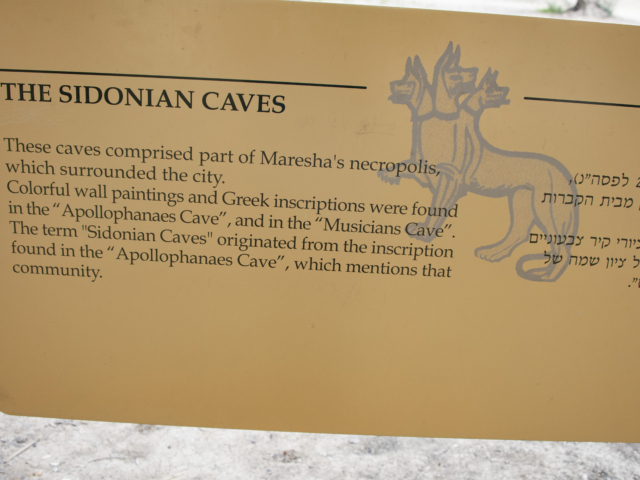 THE SIDONIAN CAVES
These caves comprised part of Maresha's necropolis,
which surrounded the city.
Colorful wall paintings and Greek inscriptions were found
in the “Apollophanaes Cave”, and in the “Musicians Cave”.
The term "Sidonian Caves" originated from the inscription
found in the “Apollophanaes Cave”, which mentions that
community.
לפסה״נ),
מבית הקברות
קיר צבעוניים
ציון שמה של